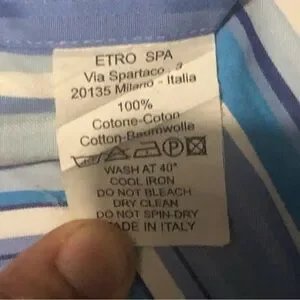 ETRO SPA
Via Spartaco, 3
20135 Milano - Italia
100%
Cotone-Coton
Cotton-Baumwolle
WASH AT 40°
COOL IRON
DO NOT BLEACH
DRY CLEAN
DO NOT SPIN-DRY
MADE IN ITALY